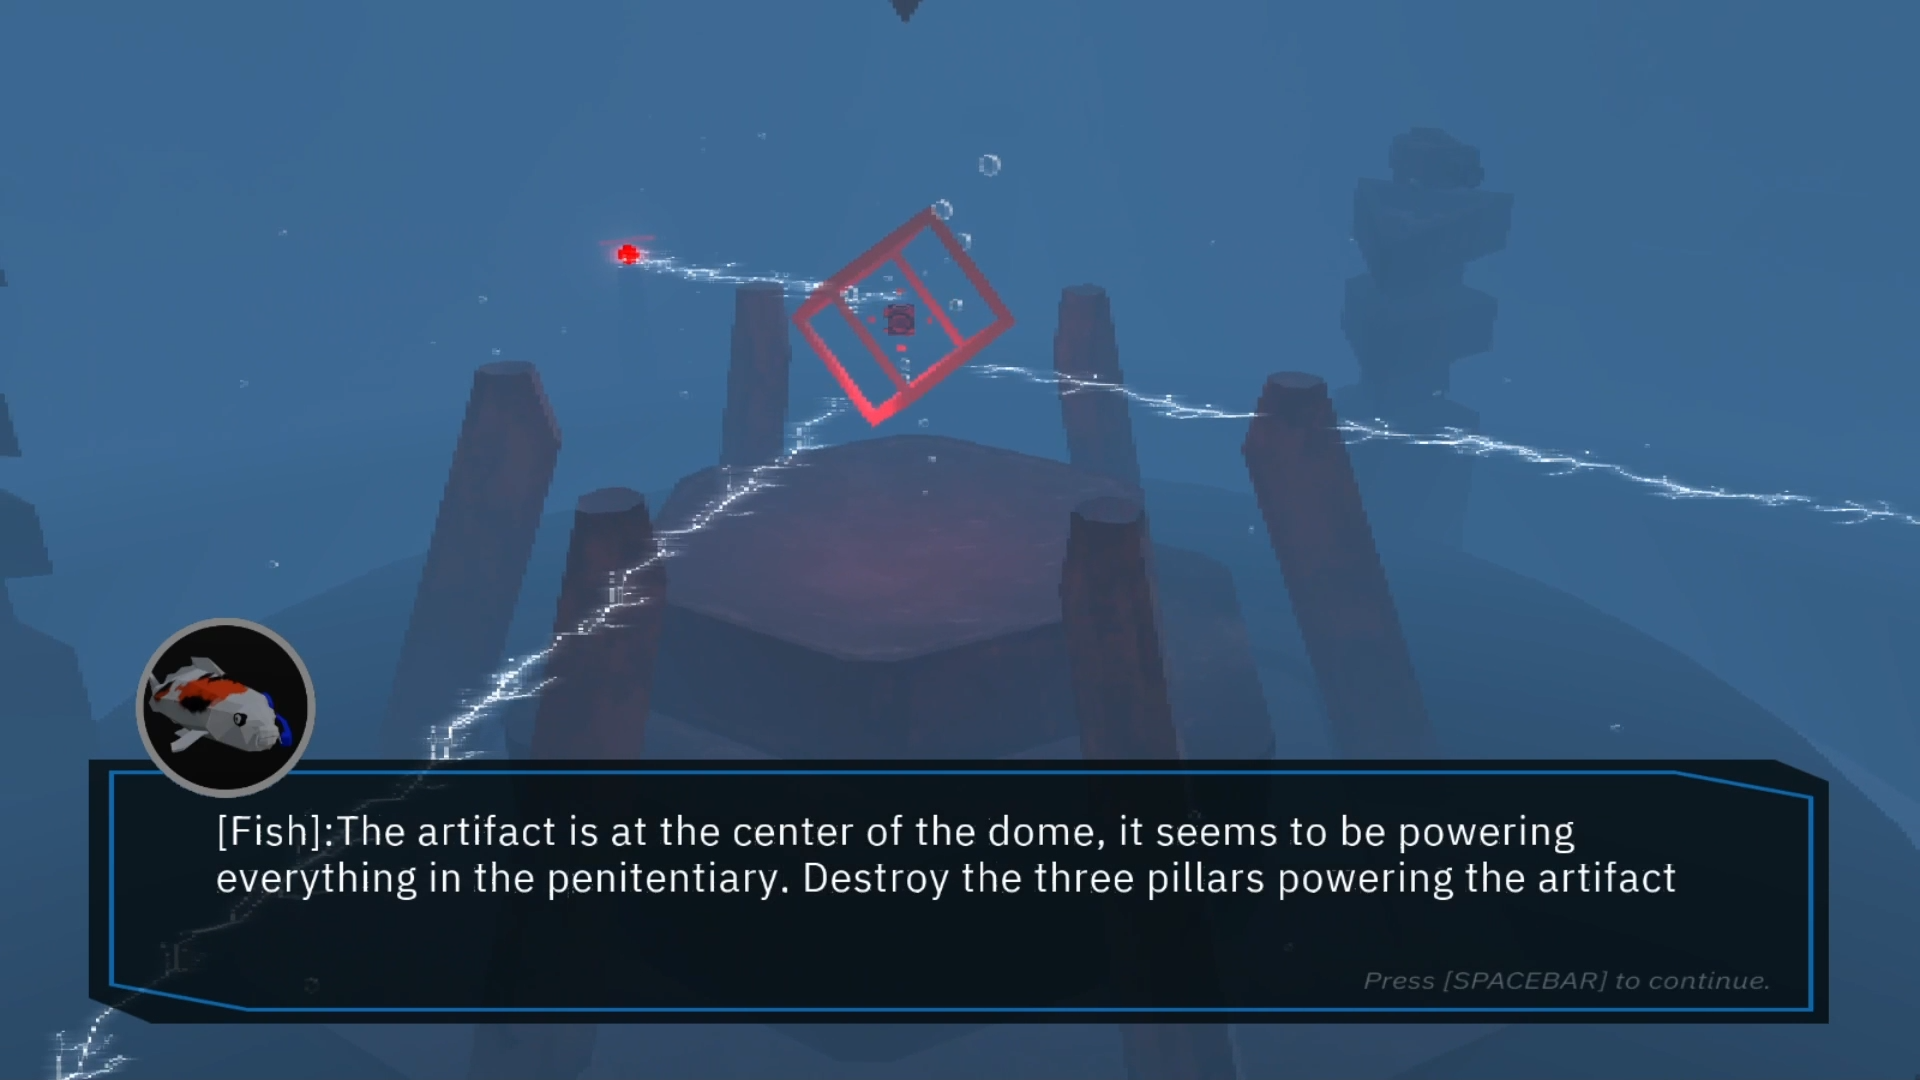 [Fish]:The artifact is at the center of the dome, it seems to be powering
everything in the penitentiary. Destroy the three pillars powering the artifact
Press [SPACEBAR] to continue.